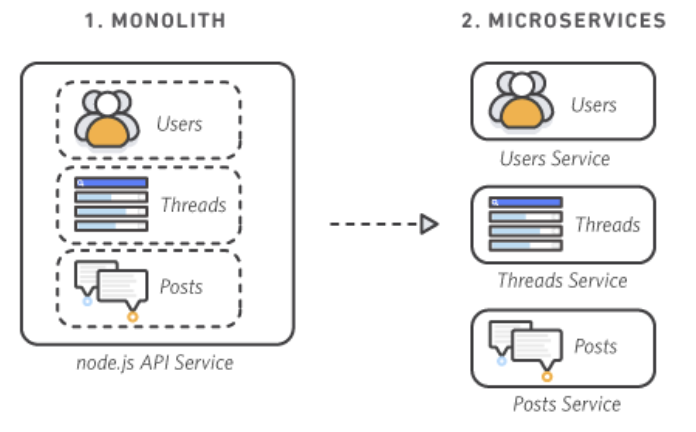 1. MONOLITH
Users
Threads
Posts
node.js API Service
2. MICROSERVICES
Users
Users Service
Threads
Threads Service
Posts
Posts Service